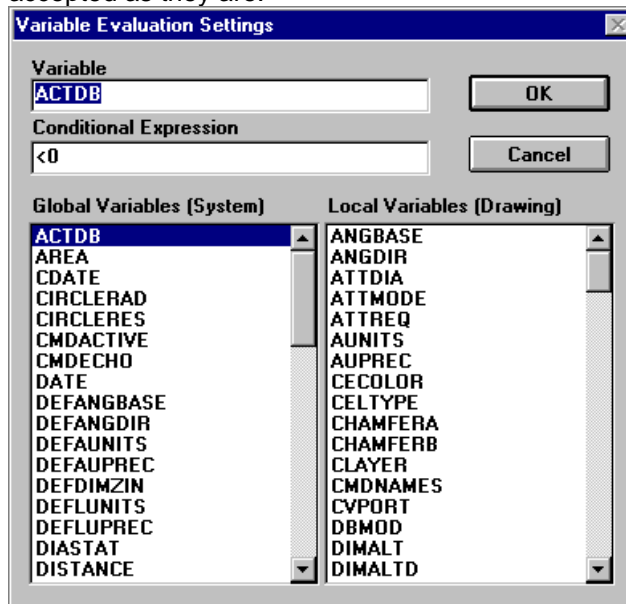 accepted as they are.
Variable Evaluation Settings
Variable
ACTDB
OK
Conditional Expression
<0
Cancel
Global Variables (System)
ACTDB
AREA
CDATE
CIRCLERAD
CIRCLERES
CMDACTIVE
CMDECHO
DATE
DEFANGBASE
DEFANGDIR
DEFAUNITS
DEFAUPREC
DEFDIMZIN
DEFLUNITS
DEFLUPREC
DIASTAT
DISTANCE
Local Variables (Drawing)
ANGBASE
ANGDIR
ATTDIA
ATTMODE
ATTREQ
AUNITS
AUPREC
CECOLOR
CELTYPE
CHAMFERA
CHAMFERB
CLAYER
CMDNAMES
CVPORT
DBMOD
DIMALT
DIMALTD